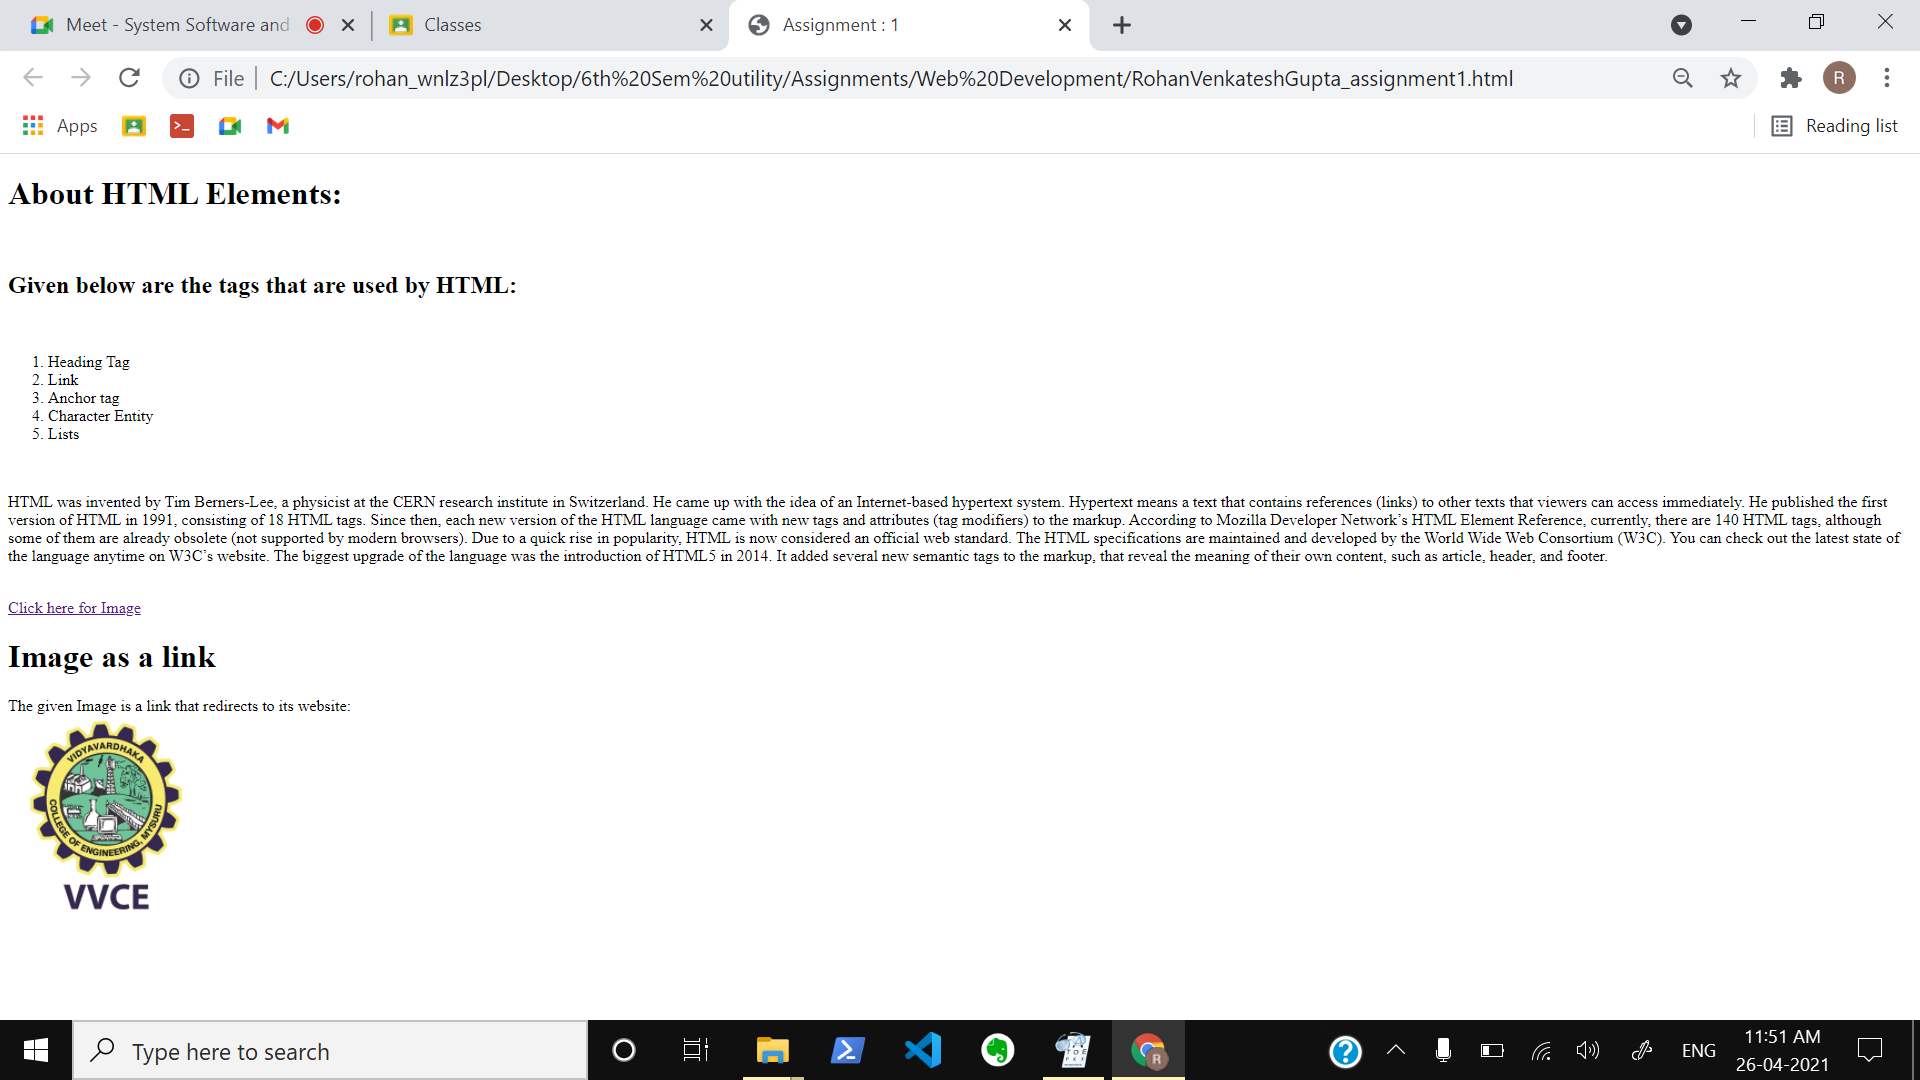 Meet - System Software and
Classes
Assignment : 1
File
C:/Users/rohan_wnlz3pl/Desktop/6th%20Sem%20utility/Assignments/Web%20Development/RohanVenkateshGupta_assignment1.html
R
Apps
Reading list
About HTML Elements:
Given below are the tags that are used by HTML:
1. Heading Tag
2. Link
3. Anchor tag
4. Character Entity
5. Lists
HTML was invented by Tim Berners-Lee, a physicist at the CERN research institute in Switzerland. He came up with the idea of an Internet-based hypertext system. Hypertext means a text that contains references (links) to other texts that viewers can access immediately. He published the first
version of HTML in 1991, consisting of 18 HTML tags. Since then, each new version of the HTML language came with new tags and attributes (tag modifiers) to the markup. According to Mozilla Developer Network’s HTML Element Reference, currently, there are 140 HTML tags, although
some of them are already obsolete (not supported by modern browsers). Due to a quick rise in popularity, HTML is now considered an official web standard. The HTML specifications are maintained and developed by the World Wide Web Consortium (W3C). You can check out the latest state of
the language anytime on W3C’s website. The biggest upgrade of the language was the introduction of HTML5 in 2014. It added several new semantic tags to the markup, that reveal the meaning of their own content, such as article, header, and footer.
Click here for Image
Image as a link
The given Image is a link that redirects to its website:
VIDYAVARDHAKA
COLLEGE OF ENGINEERING, MYSURU
VVCE
Type here to search
R
ENG
11:51 AM
26-04-2021